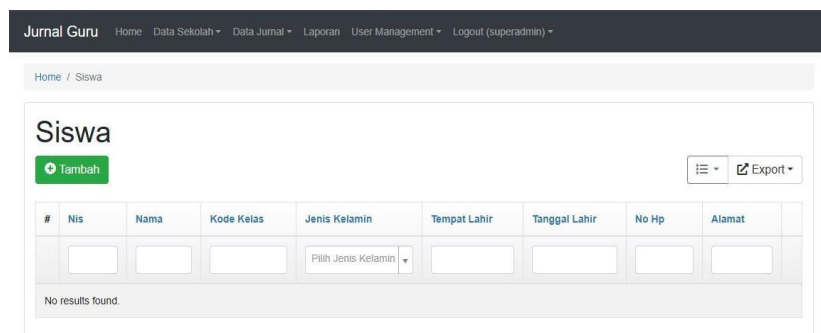 Jurnal Guru Home Data Sekolah Data Jurnal Laporan User Management Logout (superadmin)
Home / Siswa
Siswa
Tambah Export
# Nis Nama Kode Kelas Jenis Kelamin Tempat Lahir Tanggal Lahir No Hp Alamat
Pilih Jenis Kelamin
No results found.